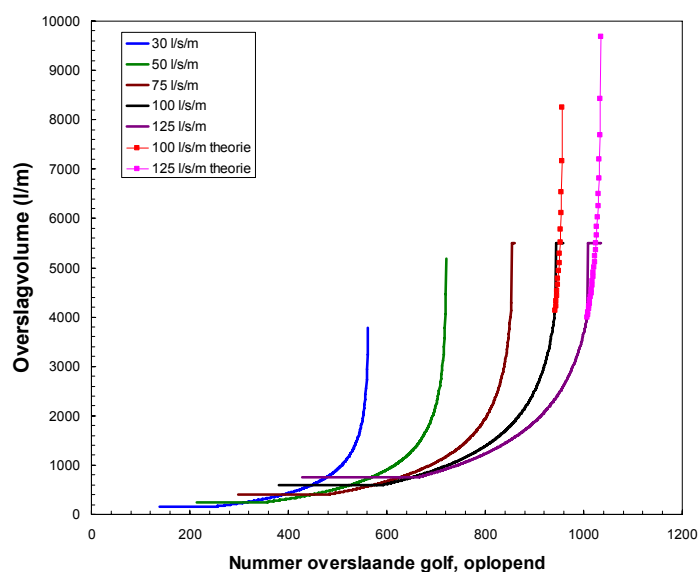 10000
9000
8000
7000
6000
5000
4000
3000
2000
1000
0
Overslagvolume (l/m)
30 l/s/m
50 l/s/m
75 l/s/m
100 l/s/m
125 l/s/m
100 l/s/m theorie
125 l/s/m theorie
0 200 400 600 800 1000 1200
Nummer overslaande golf, oplopend